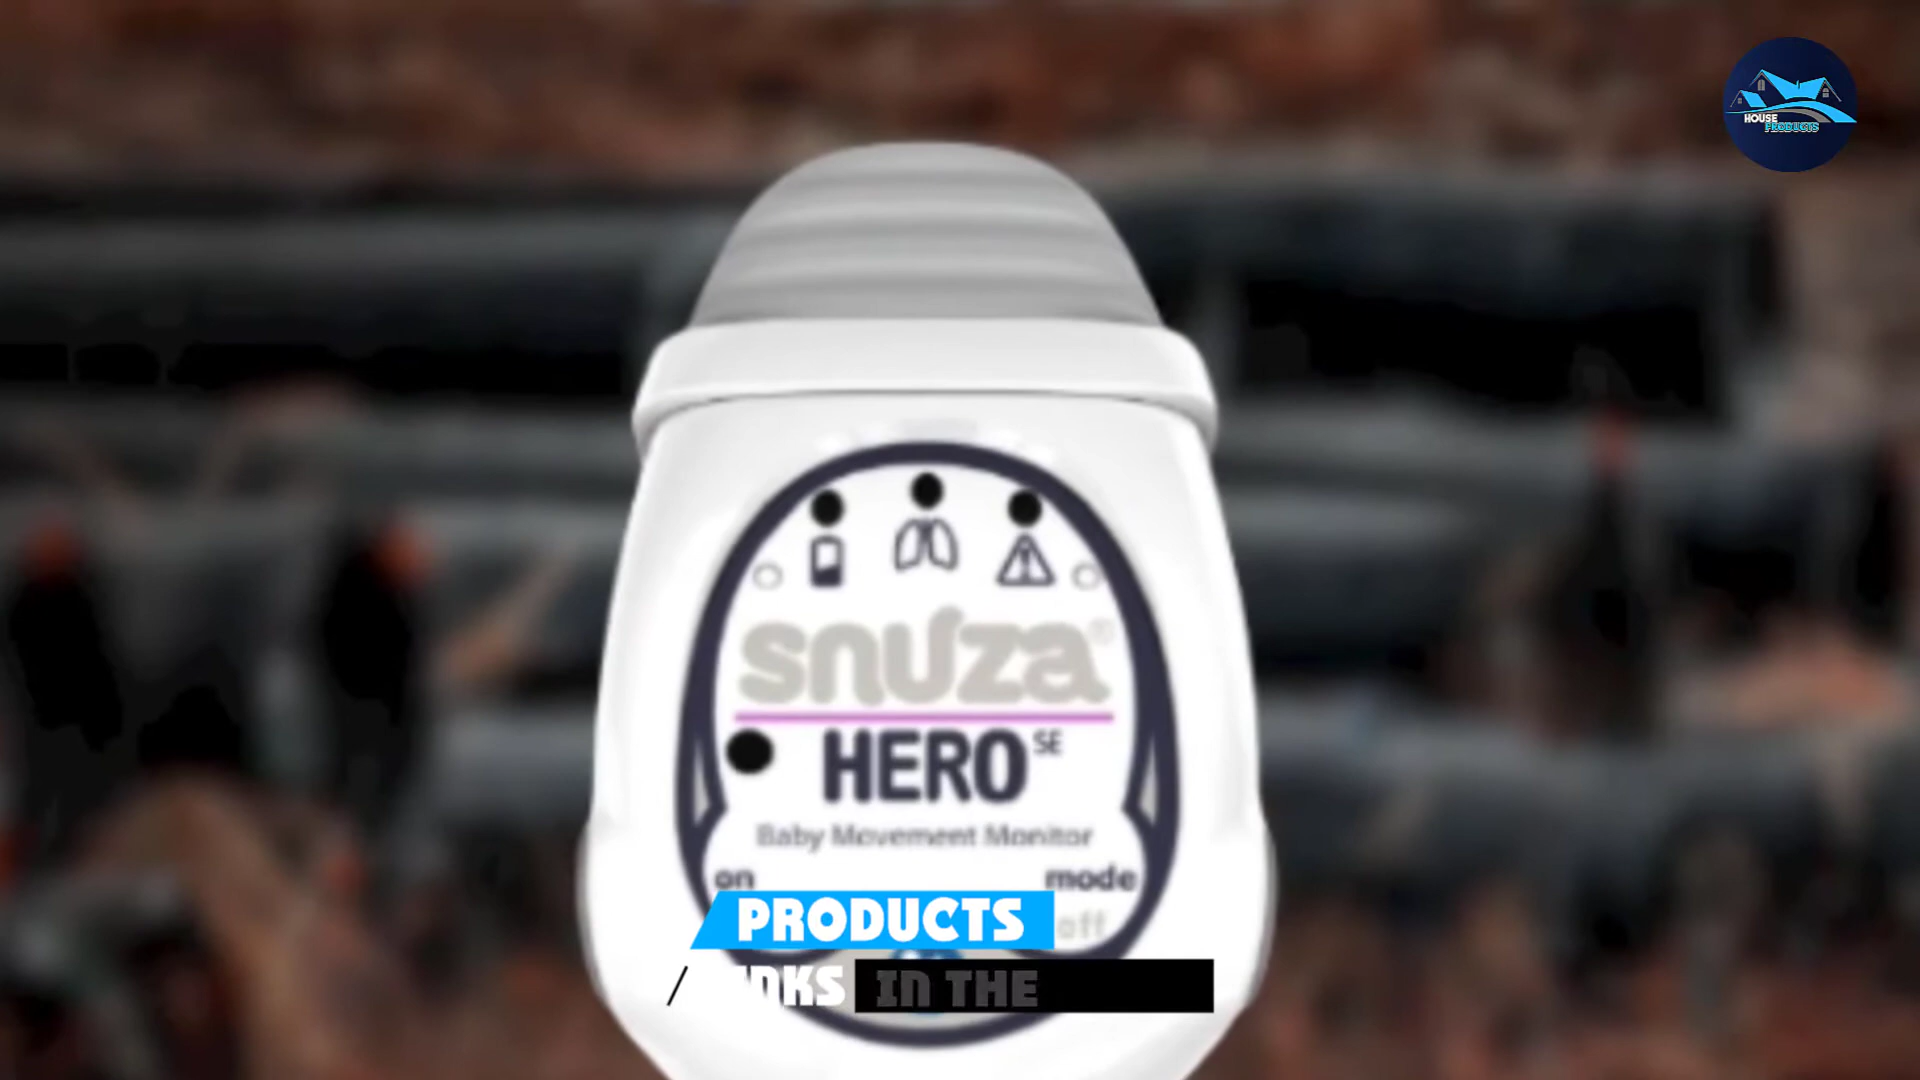 HOUSE
PRODUCTS
snuza®
HERO SE
Baby Movement Monitor
on mode
off
PRODUCTS
IN THE